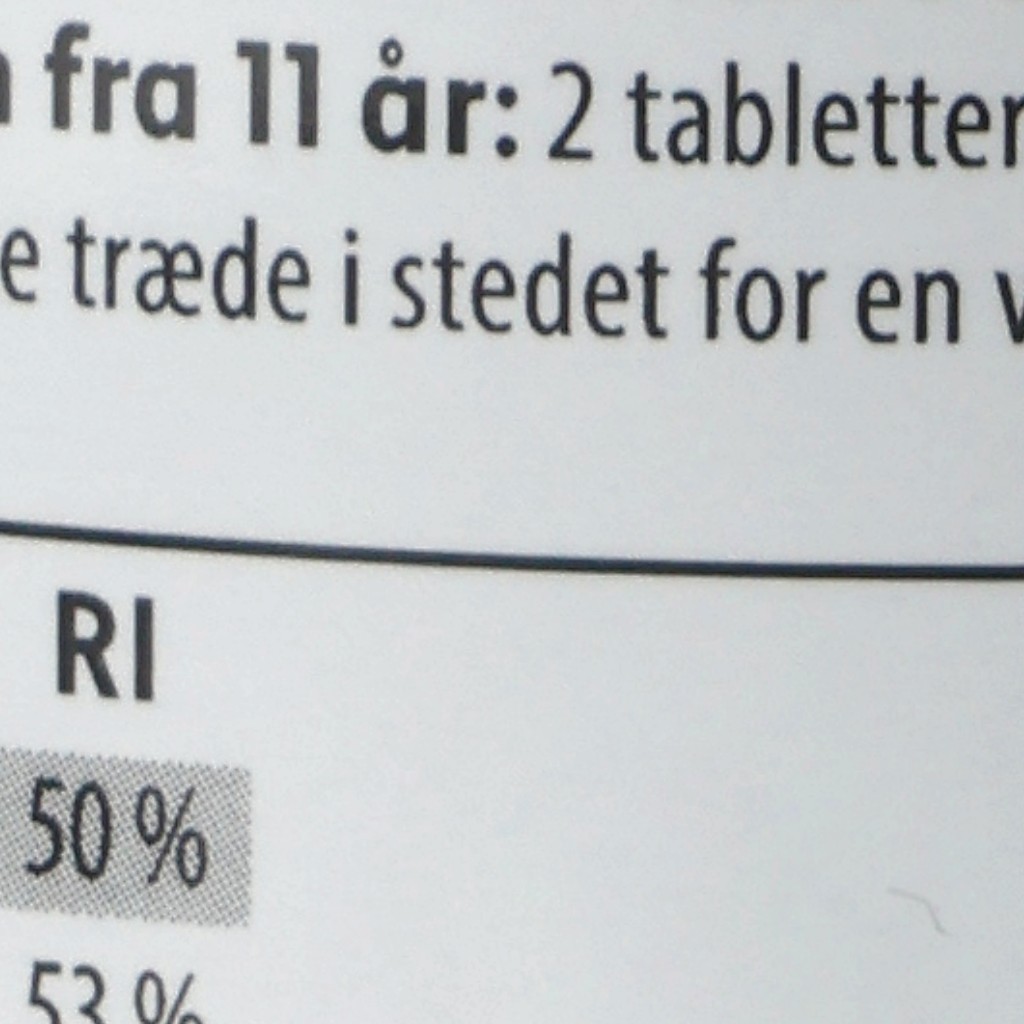 fra 11 år: 2 tabletter
træde i stedet for en
RI
50 %
53 %